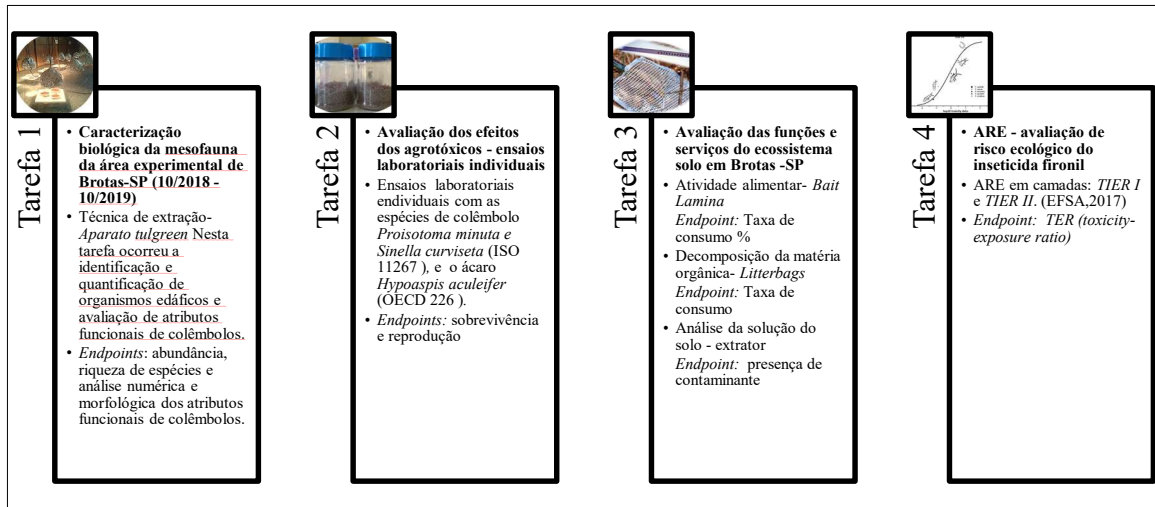 Tarefa 1
• Caracterização
biológica da mesofauna
da área experimental de
Brotas-SP (10/2018 -
10/2019)
• Técnica de extração-
Aparato tulgreen Nesta
tarefa ocorreu a
identificação e
quantificação de
organismos edáficos e
avaliação de atributos
funcionais de colêmbolos.
• Endpoints: abundância,
riqueza de espécies e
análise numérica e
morfológica dos atributos
funcionais de colêmbolos.
Tarefa 2
• Avaliação dos efeitos
dos agrotóxicos - ensaios
laboratoriais individuais
• Ensaios laboratoriais
endividuais com as
espécies de colêmbolo
Proisotoma minuta e
Sinella curviseta (ISO
11267 ), e o ácaro
Hypoaspis aculeifer
(OECD 226 ).
• Endpoints: sobrevivência
e reprodução
Tarefa 3
• Avaliação das funções e
serviços do ecossistema
solo em Brotas -SP
• Atividade alimentar- Bait
Lamina
Endpoint: Taxa de
consumo %
• Decomposição da matéria
orgânica- Litterbags
Endpoint: Taxa de
consumo
• Análise da solução do
solo - extrator
Endpoint: presença de
contaminante
Tarefa 4
• ARE - avaliação de
risco ecológico do
inseticida fironil
• ARE em camadas: TIER I
e TIER II. (EFSA,2017)
• Endpoint: TER (toxicity-
exposure ratio)